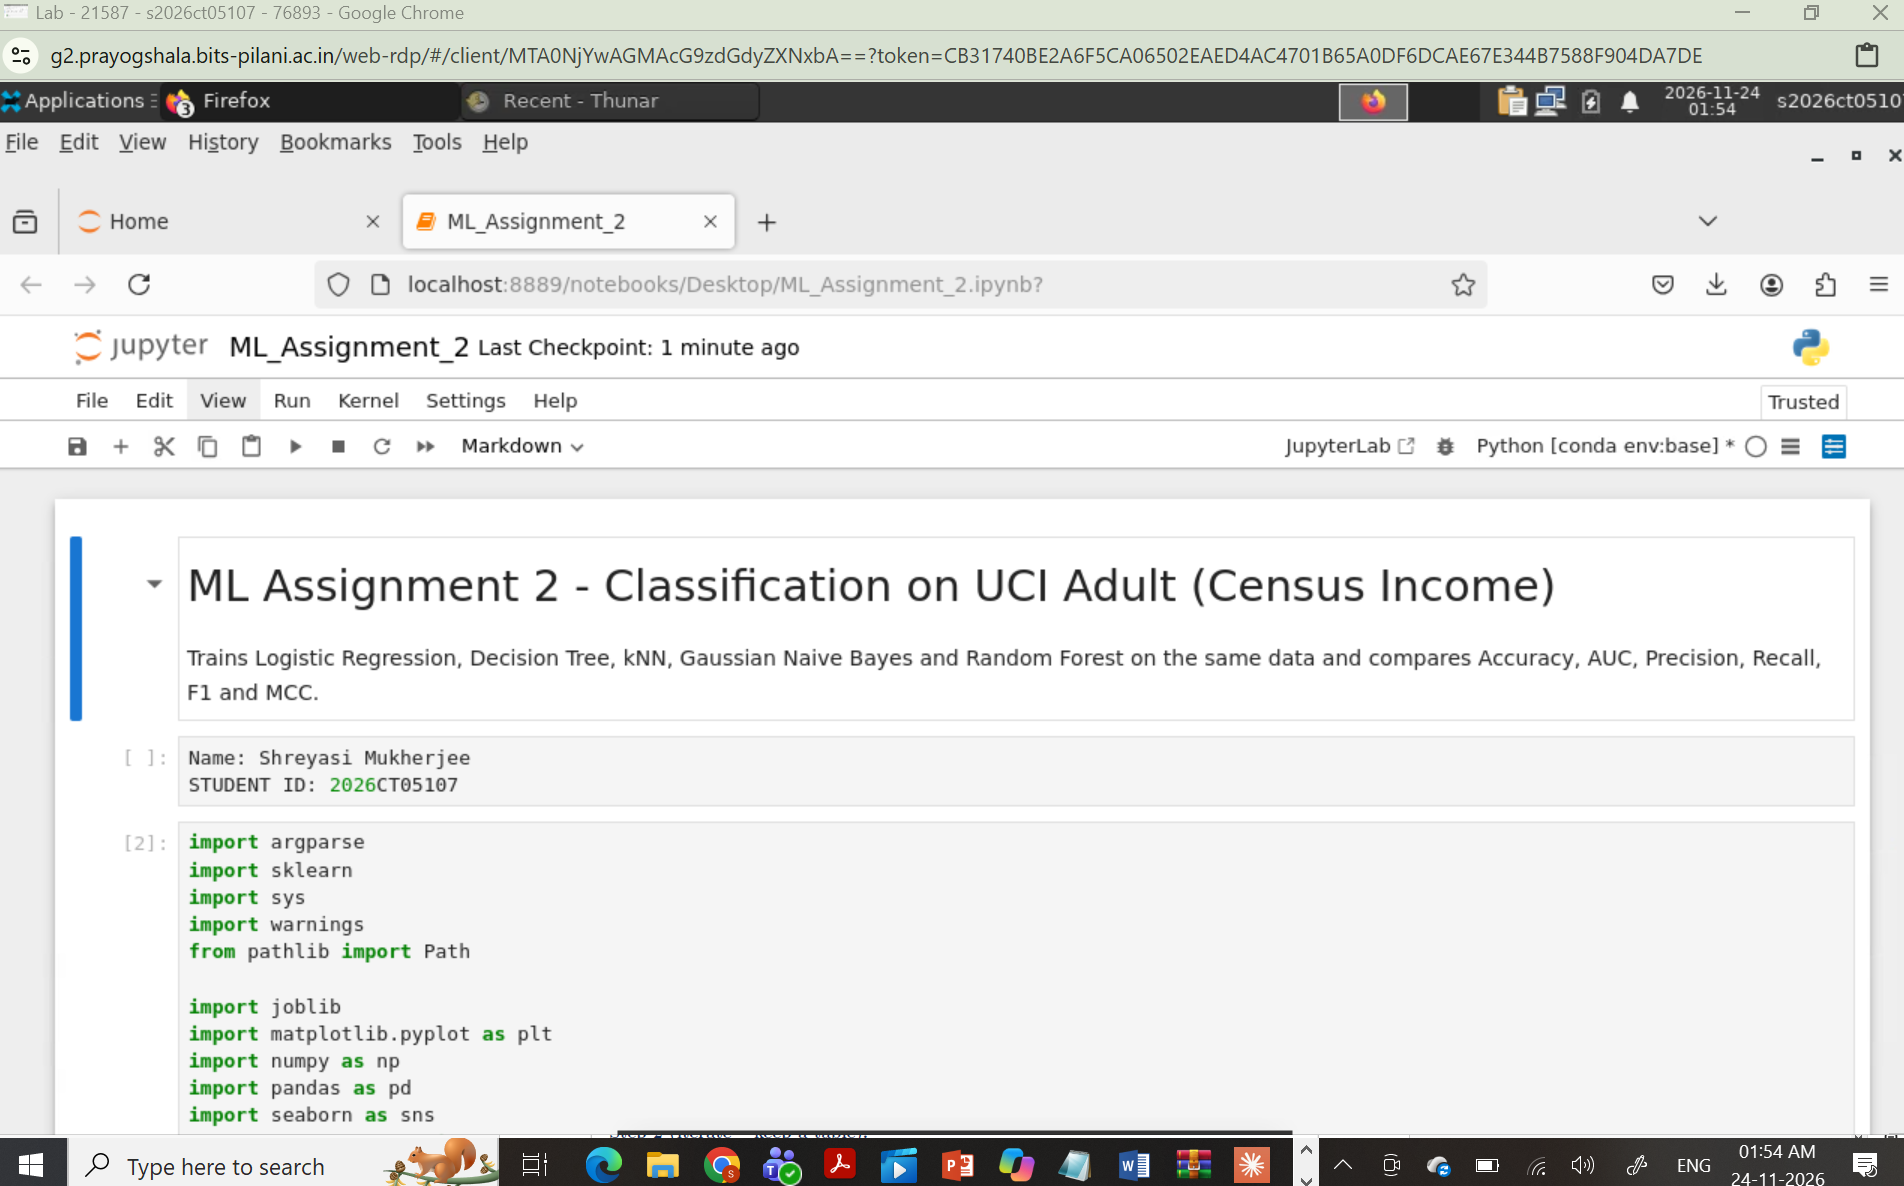 Lab - 21587 - s2026ct05107 - 76893 - Google Chrome
g2.prayogshala.bits-pilani.ac.in/web-rdp/#/client/MTA0NjYwAGMAcG9zdGdyZXNxbA==?token=CB31740BE2A6F5CA06502EAED4AC4701B65A0DF6DCAE67E344B7588F904DA7DE
Applications Firefox Recent - Thunar 2026-11-24 01:54 s2026ct0510
3
File Edit View History Bookmarks Tools Help
Home ML_Assignment_2
localhost:8889/notebooks/Desktop/ML_Assignment_2.ipynb?
jupyter ML_Assignment_2 Last Checkpoint: 1 minute ago
File Edit View Run Kernel Settings Help Trusted
Markdown JupyterLab Python [conda env:base] *
ML Assignment 2 - Classification on UCI Adult (Census Income)
Trains Logistic Regression, Decision Tree, kNN, Gaussian Naive Bayes and Random Forest on the same data and compares Accuracy, AUC, Precision, Recall,
F1 and MCC.
[ ]: Name: Shreyasi Mukherjee
STUDENT ID: 2026CT05107
[2]: import argparse
import sklearn
import sys
import warnings
from pathlib import Path
import joblib
import matplotlib.pyplot as plt
import numpy as np
import pandas as pd
import seaborn as sns
Type here to search
ENG
01:54 AM
24-11-2026